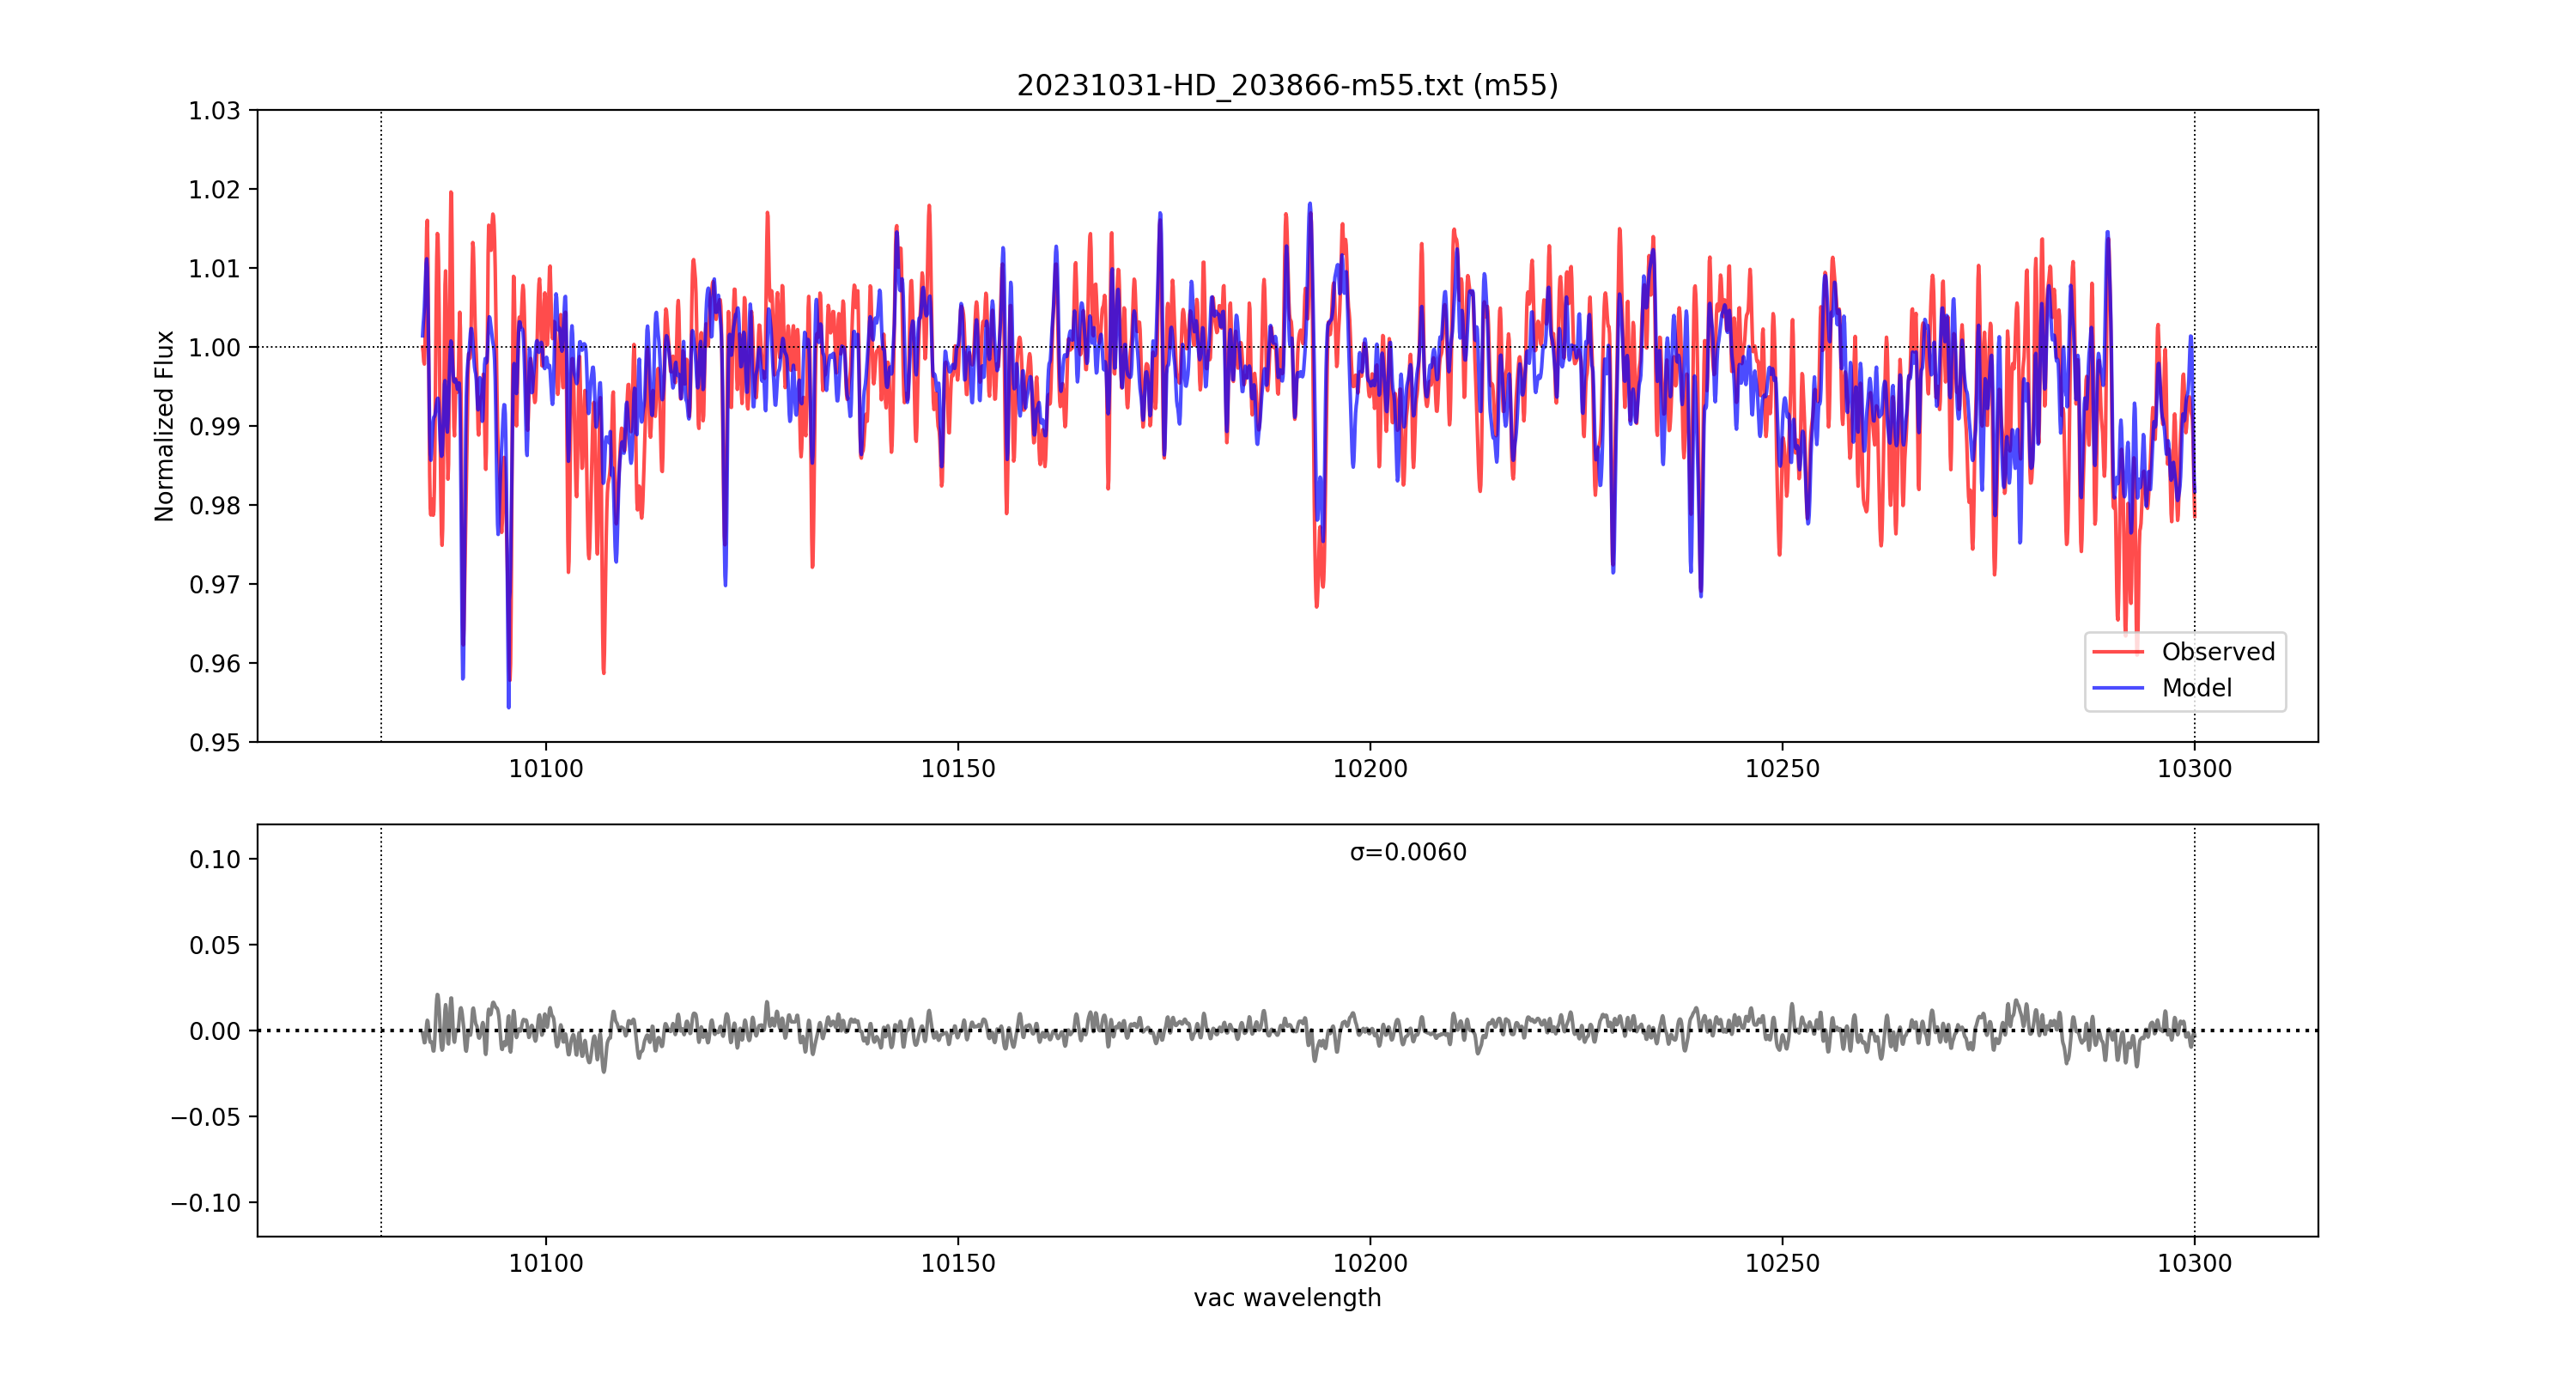 20231031-HD_203866-m55.txt (m55)
Normalized Flux
1.03
1.02
1.01
1.00
0.99
0.98
0.97
0.96
0.95
Observed
Model
10100 10150 10200 10250 10300
σ=0.0060
0.10
0.05
0.00
−0.05
−0.10
10100 10150 10200 10250 10300
vac wavelength